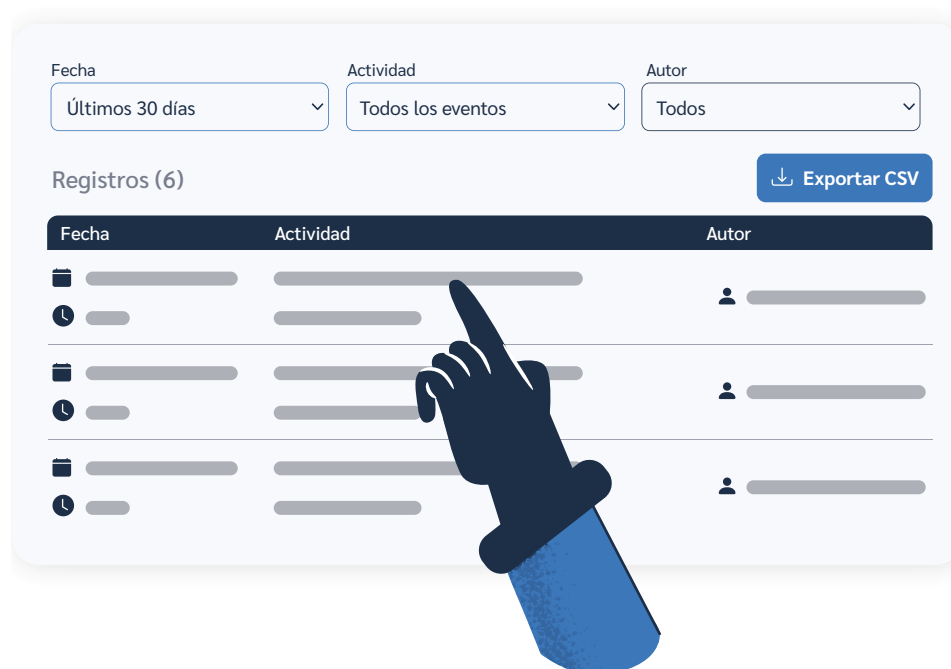 Fecha
Actividad
Autor
Últimos 30 días
Todos los eventos
Todos
Registros (6)
Exportar CSV
Fecha
Actividad
Autor